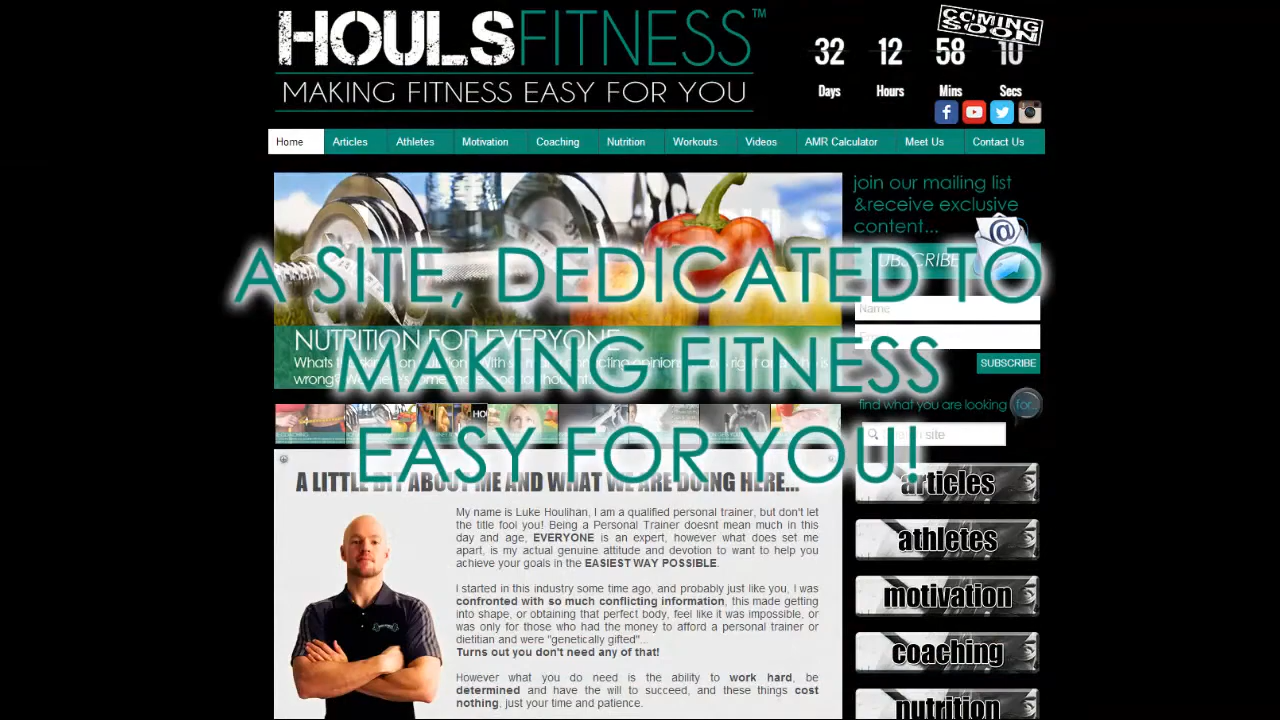 HOULSFITNESS™
MAKING FITNESS EASY FOR YOU
COMING SOON
32 12 58 10
Days Hours Mins Secs
Home Articles Athletes Motivation Coaching Nutrition Workouts Videos AMR Calculator Meet Us Contact Us
join our mailing list
&receive exclusive
content...
SUBSCRIBE
A SITE, DEDICATED TO
MAKING FITNESS
EASY FOR YOU!
NUTRITION FOR EVERYONE
Name
SUBSCRIBE
find what you are looking for...
site
A LITTLE BIT ABOUT ME AND WHAT WE ARE DOING HERE...
My name is Luke Houlihan, I am a qualified personal trainer, but don't let
the title fool you! Being a Personal Trainer doesnt mean much in this
day and age, EVERYONE is an expert, however what does set me
apart, is my actual genuine attitude and devotion to want to help you
achieve your goals in the EASIEST WAY POSSIBLE.
I started in this industry some time ago, and probably just like you, I was
confronted with so much conflicting information, this made getting
into shape, or obtaining that perfect body, feel like it was impossible, or
was only for those who had the money to afford a personal trainer or
dietitian and were "genetically gifted"...
Turns out you don't need any of that!
However what you do need is the ability to work hard, be
determined and have the will to succeed, and these things cost
nothing, just your time and patience.
articles
athletes
motivation
coaching
nutrition